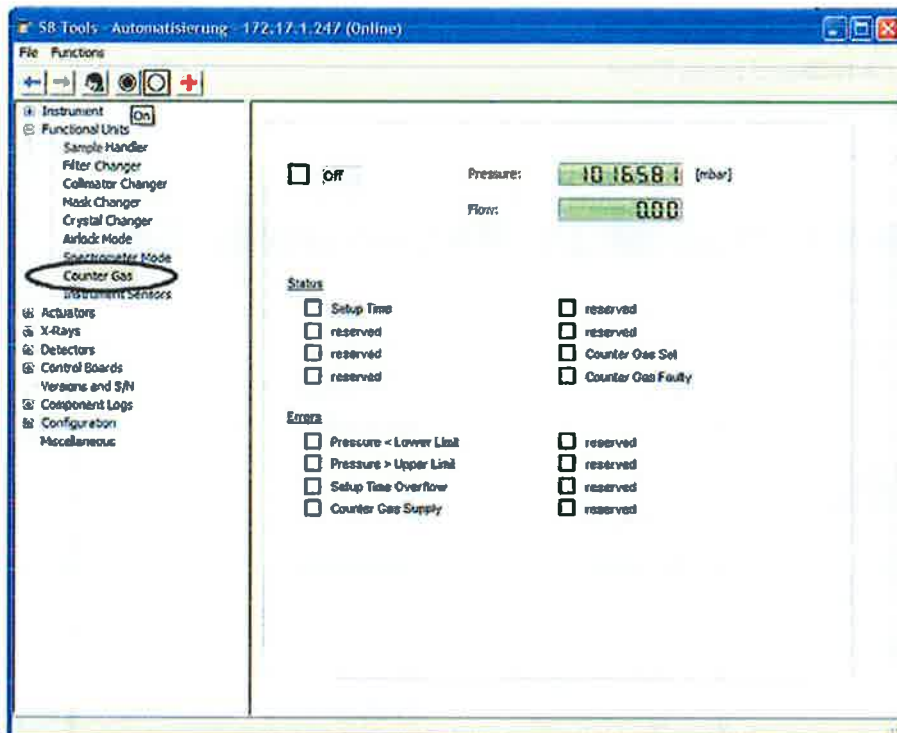 S8 Tools - Automatisierung - 172.17.1.247 (Online)
File Functions
On
Instrument
Functional Units
Sample Handler
Filter Changer
Collimator Changer
Mask Changer
Crystal Changer
Airlock Mode
Spectrometer Mode
Counter Gas
Instrument Sensors
Actuators
X-Rays
Detectors
Control Boards
Versions and S/N
Component Logs
Configuration
Miscellaneous
Off
Pressure: 1016.581 [mbar]
Flow: 0.00
Status
Setup Time reserved
reserved reserved
reserved Counter Gas Sel
reserved Counter Gas Faulty
Errors
Pressure < Lower Limit reserved
Pressure > Upper Limit reserved
Setup Time Overflow reserved
Counter Gas Supply reserved